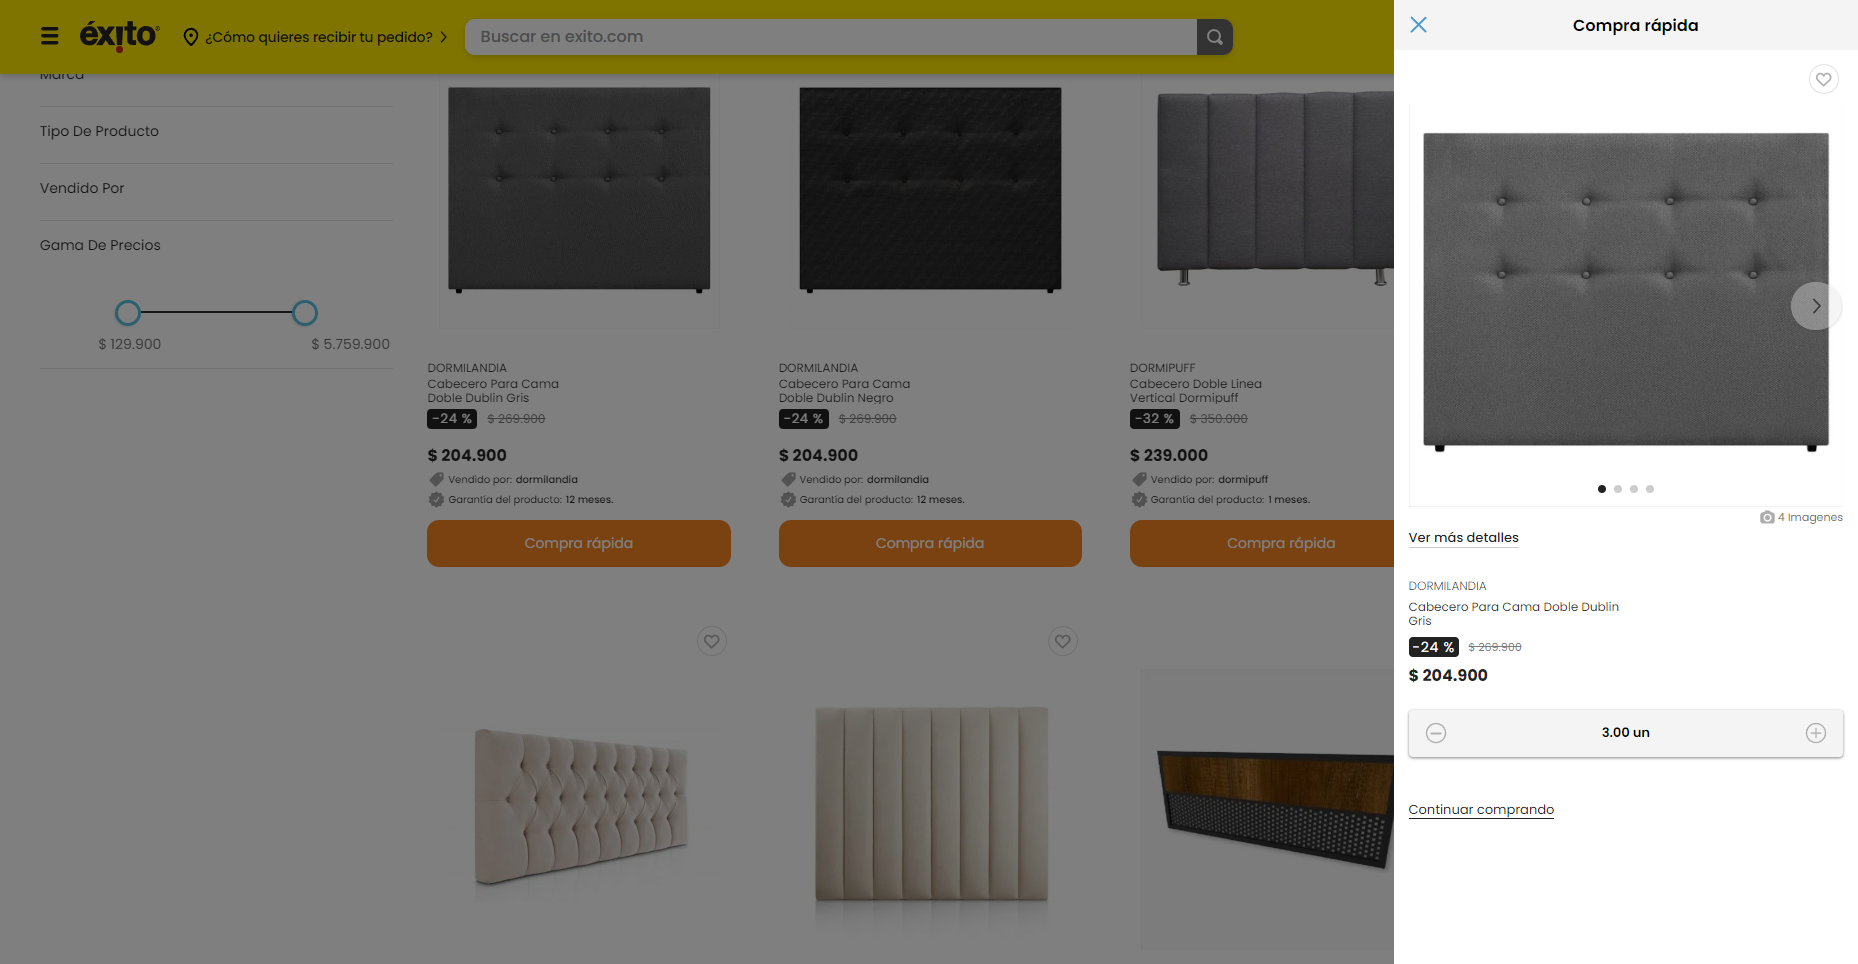 éxito
¿Cómo quieres recibir tu pedido?
Buscar en exito.com
Compra rápida
Marca
Tipo De Producto
Vendido Por
Gama De Precios
$ 129.900
$ 5.759.900
DORMILANDIA
Cabecero Para Cama
Doble Dublin Gris
-24 % $ 269.900
$ 204.900
Vendido por: dormilandia
Garantía del producto: 12 meses.
Compra rápida
DORMILANDIA
Cabecero Para Cama
Doble Dublin Negro
-24 % $ 269.900
$ 204.900
Vendido por: dormilandia
Garantía del producto: 12 meses.
Compra rápida
DORMIPUFF
Cabecero Doble Linea
Vertical Dormipuff
-32 % $ 350.000
$ 239.000
Vendido por: dormipuff
Garantía del producto: 1 meses.
Compra rápida
4 Imagenes
Ver más detalles
DORMILANDIA
Cabecero Para Cama Doble Dublin
Gris
-24 % $ 269.900
$ 204.900
3.00 un
Continuar comprando